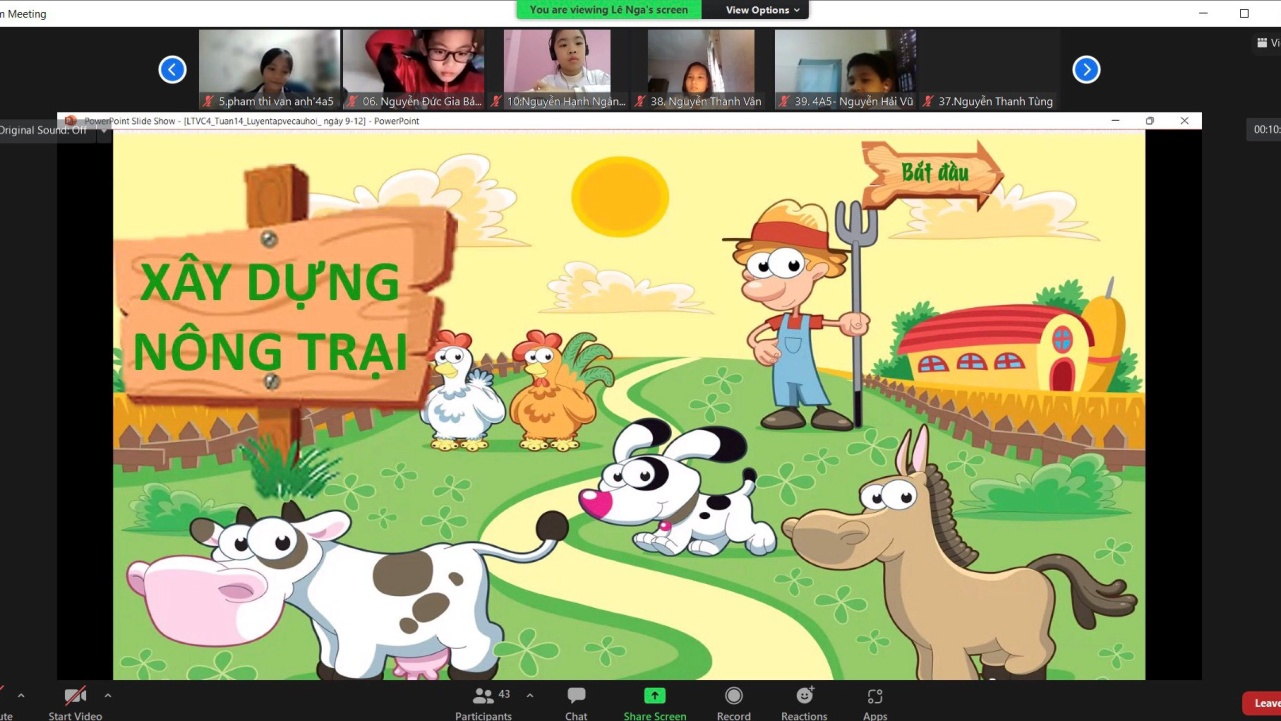 m Meeting
You are viewing Lê Nga's screen
View Options
Vi
5.pham thi van anh'4a5
06. Nguyễn Đức Gia Bả...
10:Nguyễn Hạnh Ngân...
38. Nguyễn Thanh Vân
39. 4A5- Nguyễn Hải Vũ
37.Nguyễn Thanh Tùng
Original Sound: Off
PowerPoint Slide Show - [LTVC4_Tuan14_Luyentapvecauhoi_ ngày 9-12] - PowerPoint
00:10:
Bắt đầu
XÂY DỰNG
NÔNG TRẠI
ute
Start Video
Participants
43
Chat
Share Screen
Record
Reactions
Apps
Leave